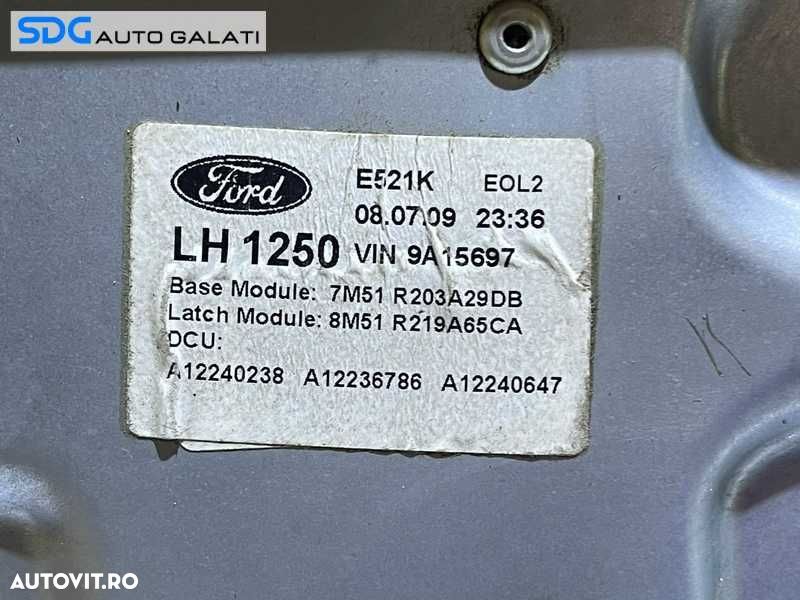 SDG AUTO GALATI
Ford
E521K EOL2
08.07.09 23:36
LH 1250 VIN 9A15697
Base Module: 7M51 R203A29DB
Latch Module: 8M51 R219A65CA
DCU:
A12240238 A12236786 A12240647
AUTOVIT.RO